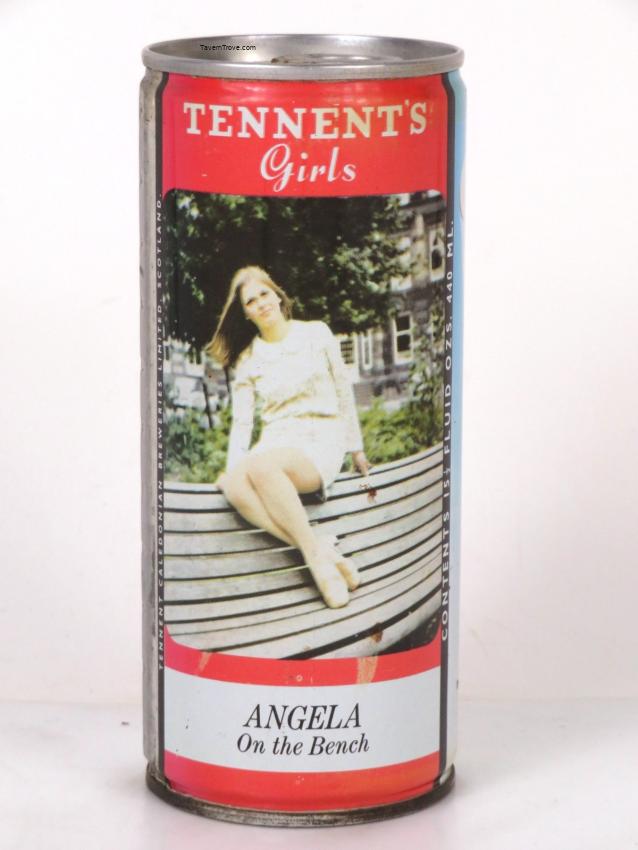 TavernTrove.com
TENNENT'S
Girls
TENNENT CALEDONIAN BREWERIES LIMITED. SCOTLAND.
CONTENTS 15½ FLUID OZS. 440 ML.
ANGELA
On the Bench